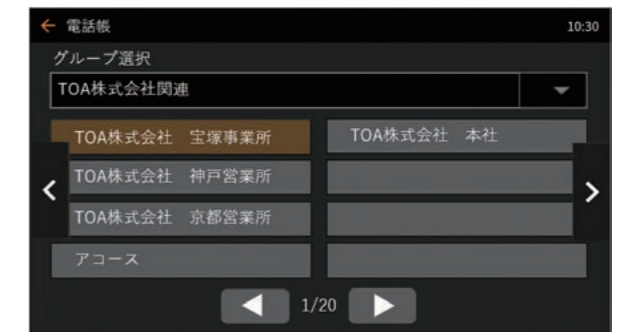 ← 電話帳 10:30
グループ選択
TOA株式会社関連
TOA株式会社 宝塚事業所 TOA株式会社 本社
TOA株式会社 神戸営業所
TOA株式会社 京都営業所
アコース
1/20